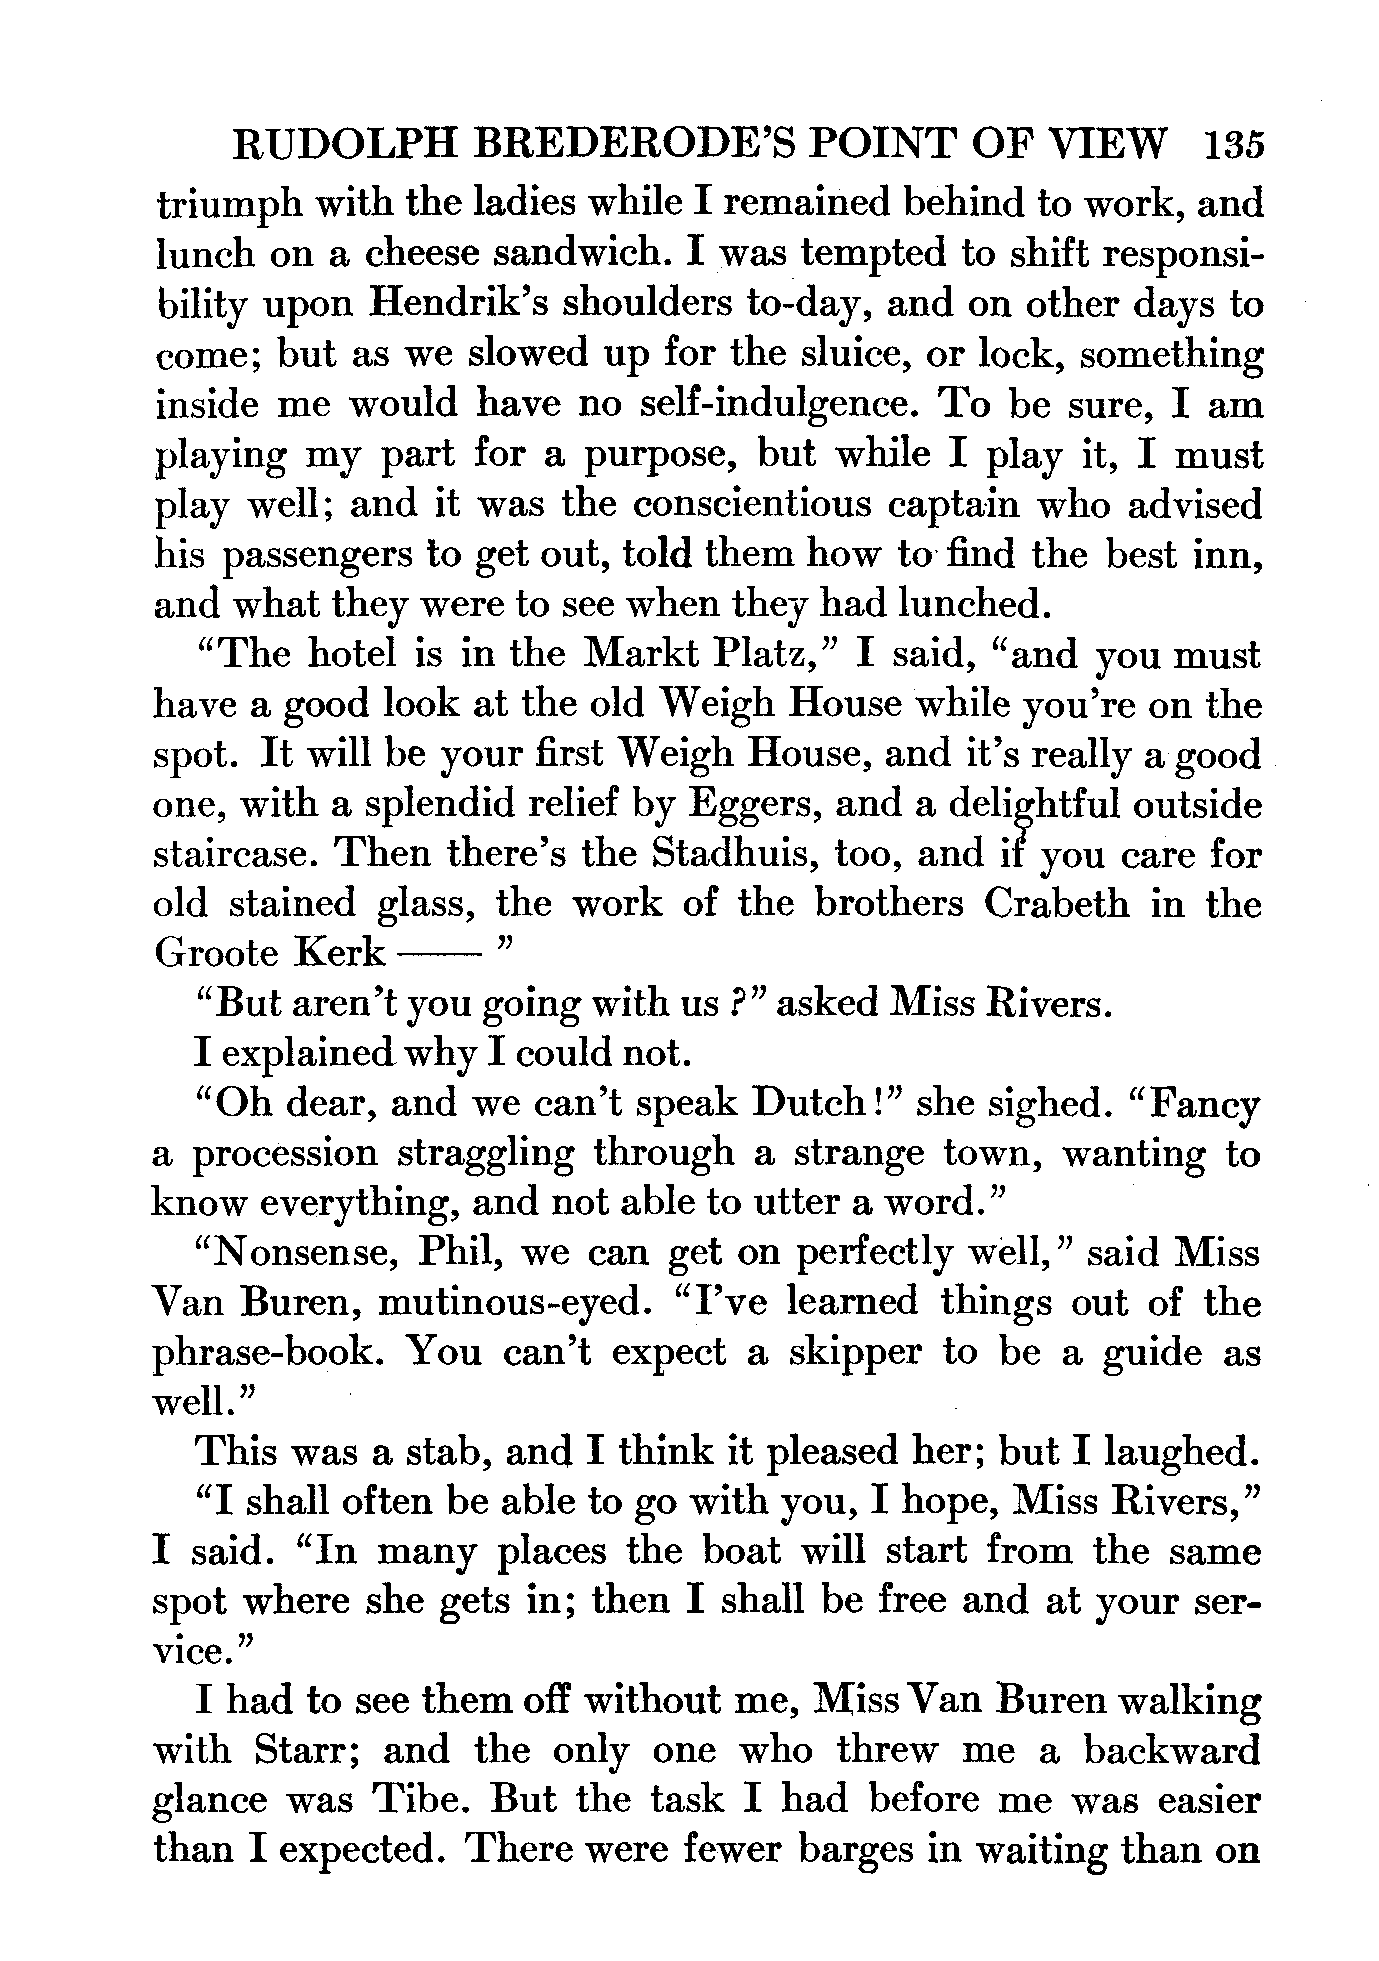 RUDOLPH BREDERODE'S POINT OF VIEW 135
triumph with the ladies while I remained behind to work, and
lunch on a cheese sandwich. I was tempted to shift responsi-
bility upon Hendrik's shoulders to-day, and on other days to
come; but as we slowed up for the sluice, or lock, something
inside me would have no self-indulgence. To be sure, I am
playing my part for a purpose, but while I play it, I must
play well; and it was the conscientious captain who advised
his passengers to get out, told them how to find the best inn,
and what they were to see when they had lunched.
"The hotel is in the Markt Platz," I said, "and you must
have a good look at the old Weigh House while you're on the
spot. It will be your first Weigh House, and it's really a good
one, with a splendid relief by Eggers, and a delightful outside
staircase. Then there's the Stadhuis, too, and if you care for
old stained glass, the work of the brothers Crabeth in the
Groote Kerk —— "
"But aren't you going with us ?" asked Miss Rivers.
I explained why I could not.
"Oh dear, and we can't speak Dutch!" she sighed. "Fancy
a procession straggling through a strange town, wanting to
know everything, and not able to utter a word."
"Nonsense, Phil, we can get on perfectly well," said Miss
Van Buren, mutinous-eyed. "I've learned things out of the
phrase-book. You can't expect a skipper to be a guide as
well."
This was a stab, and I think it pleased her; but I laughed.
"I shall often be able to go with you, I hope, Miss Rivers,"
I said. "In many places the boat will start from the same
spot where she gets in; then I shall be free and at your ser-
vice."
I had to see them off without me, Miss Van Buren walking
with Starr; and the only one who threw me a backward
glance was Tibe. But the task I had before me was easier
than I expected. There were fewer barges in waiting than on